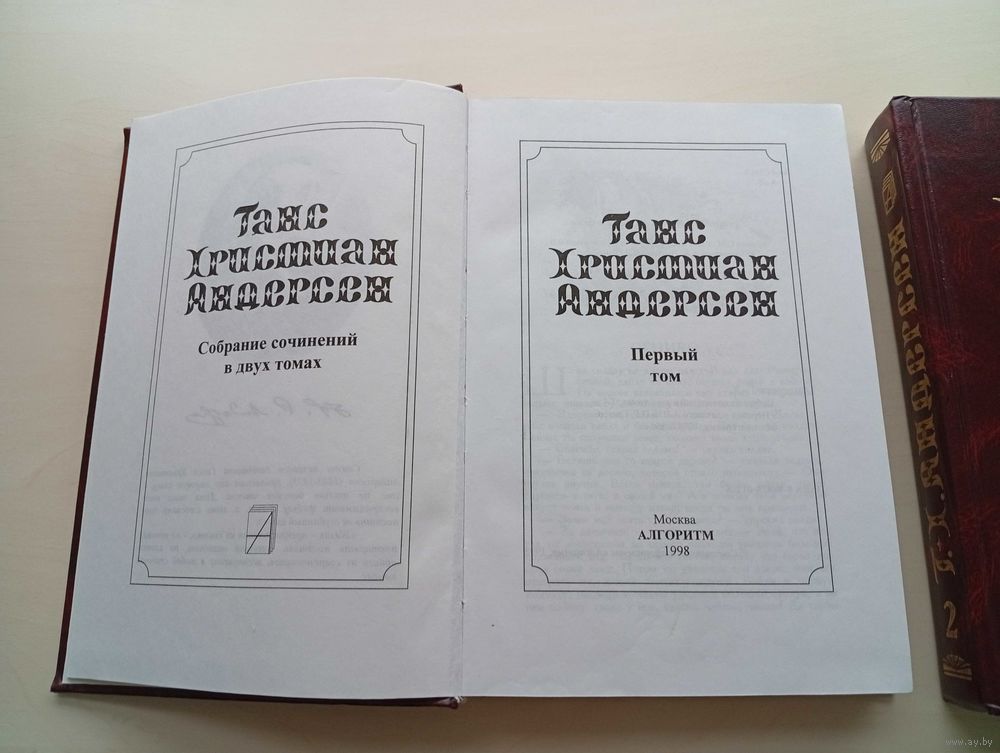 Ганс
Христиан
Андерсен
Собрание сочинений
в двух томах
Ганс
Христиан
Андерсен
Первый
том
Москва
АЛГОРИТМ
1998
Г.Х. АНДЕРСЕН
2
www.ay.by